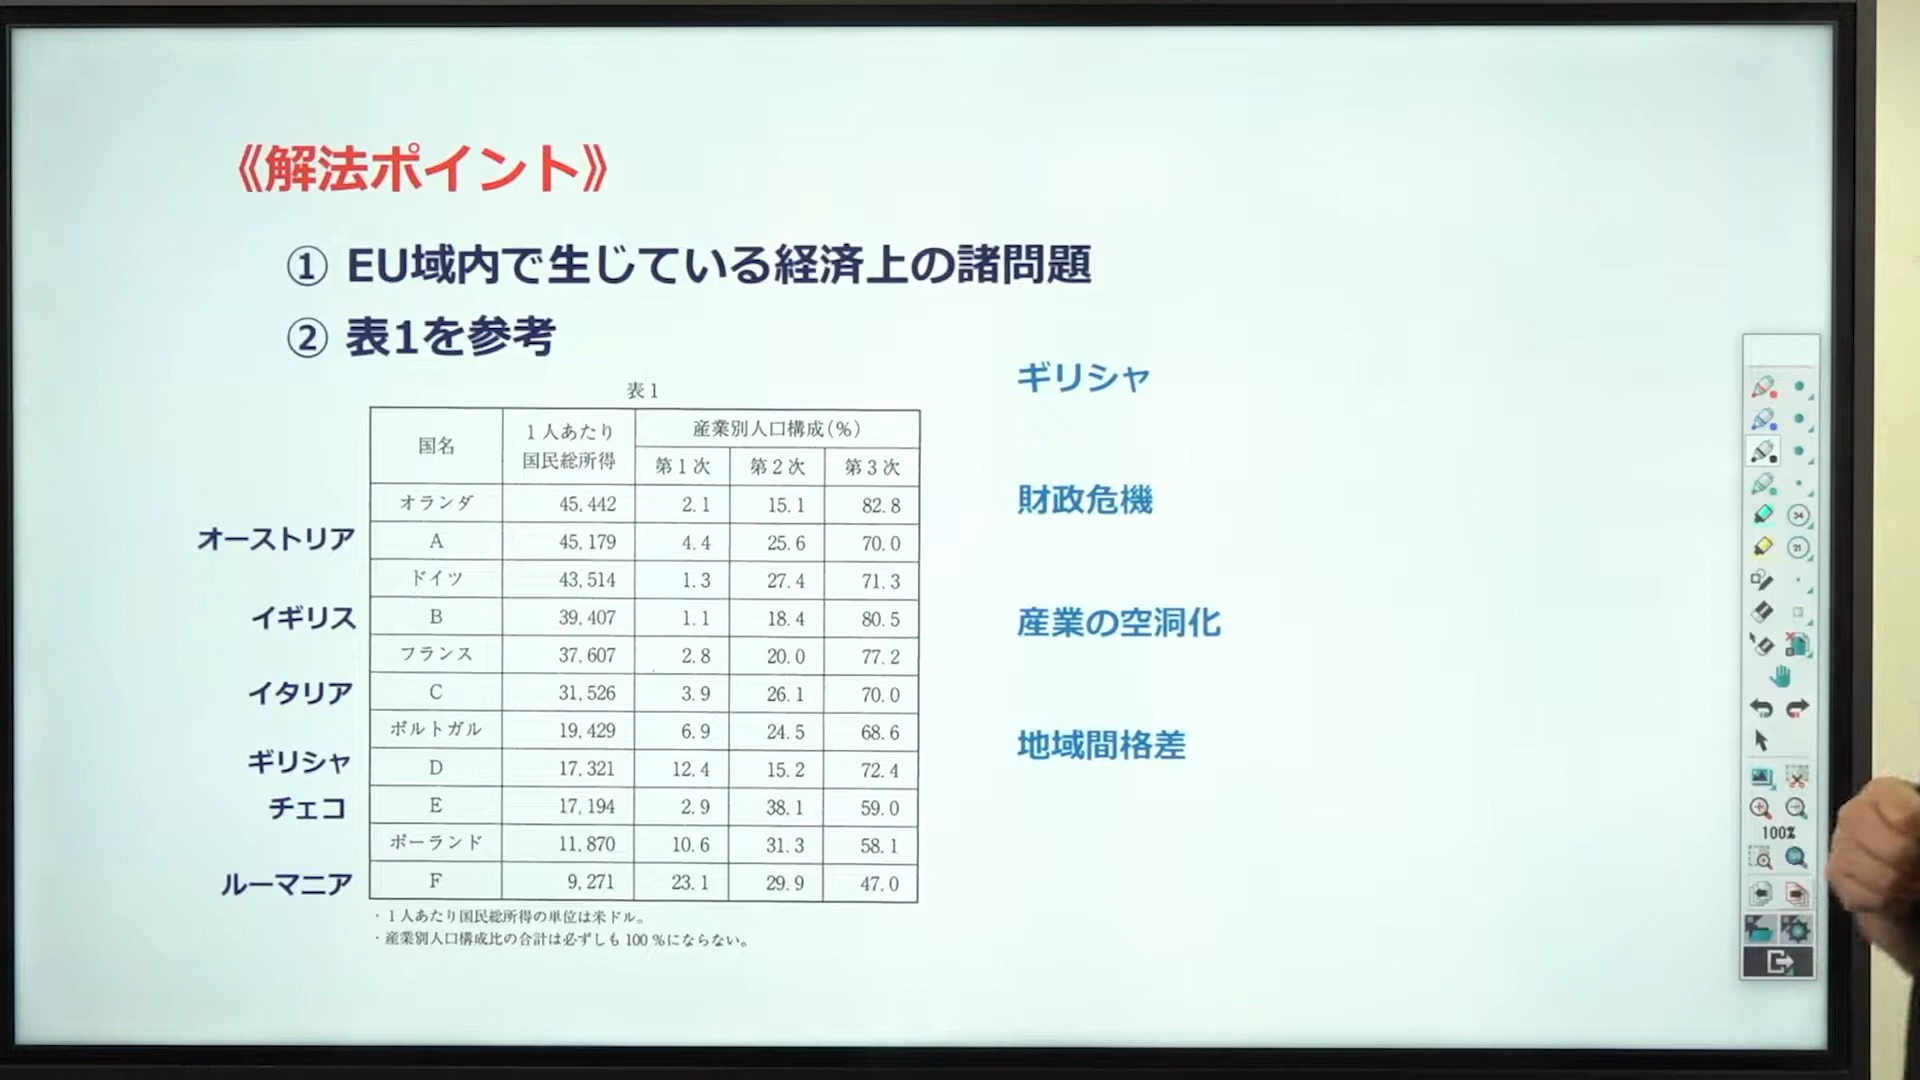 《解法ポイント》
① EU域内で生じている経済上の諸問題
② 表1を参考
表1
国名 1人あたり国民総所得 産業別人口構成(%)
第1次 第2次 第3次
オランダ 45,442 2.1 15.1 82.8
オーストリア A 45,179 4.4 25.6 70.0
ドイツ 43,514 1.3 27.4 71.3
イギリス B 39,407 1.1 18.4 80.5
フランス 37,607 2.8 20.0 77.2
イタリア C 31,526 3.9 26.1 70.0
ポルトガル 19,429 6.9 24.5 68.6
ギリシャ D 17,321 12.4 15.2 72.4
チェコ E 17,194 2.9 38.1 59.0
ポーランド 11,870 10.6 31.3 58.1
ルーマニア F 9,271 23.1 29.9 47.0
・1人あたり国民総所得の単位は米ドル。
・産業別人口構成比の合計は必ずしも100%にならない。
ギリシャ
財政危機
産業の空洞化
地域間格差
34
21
100%